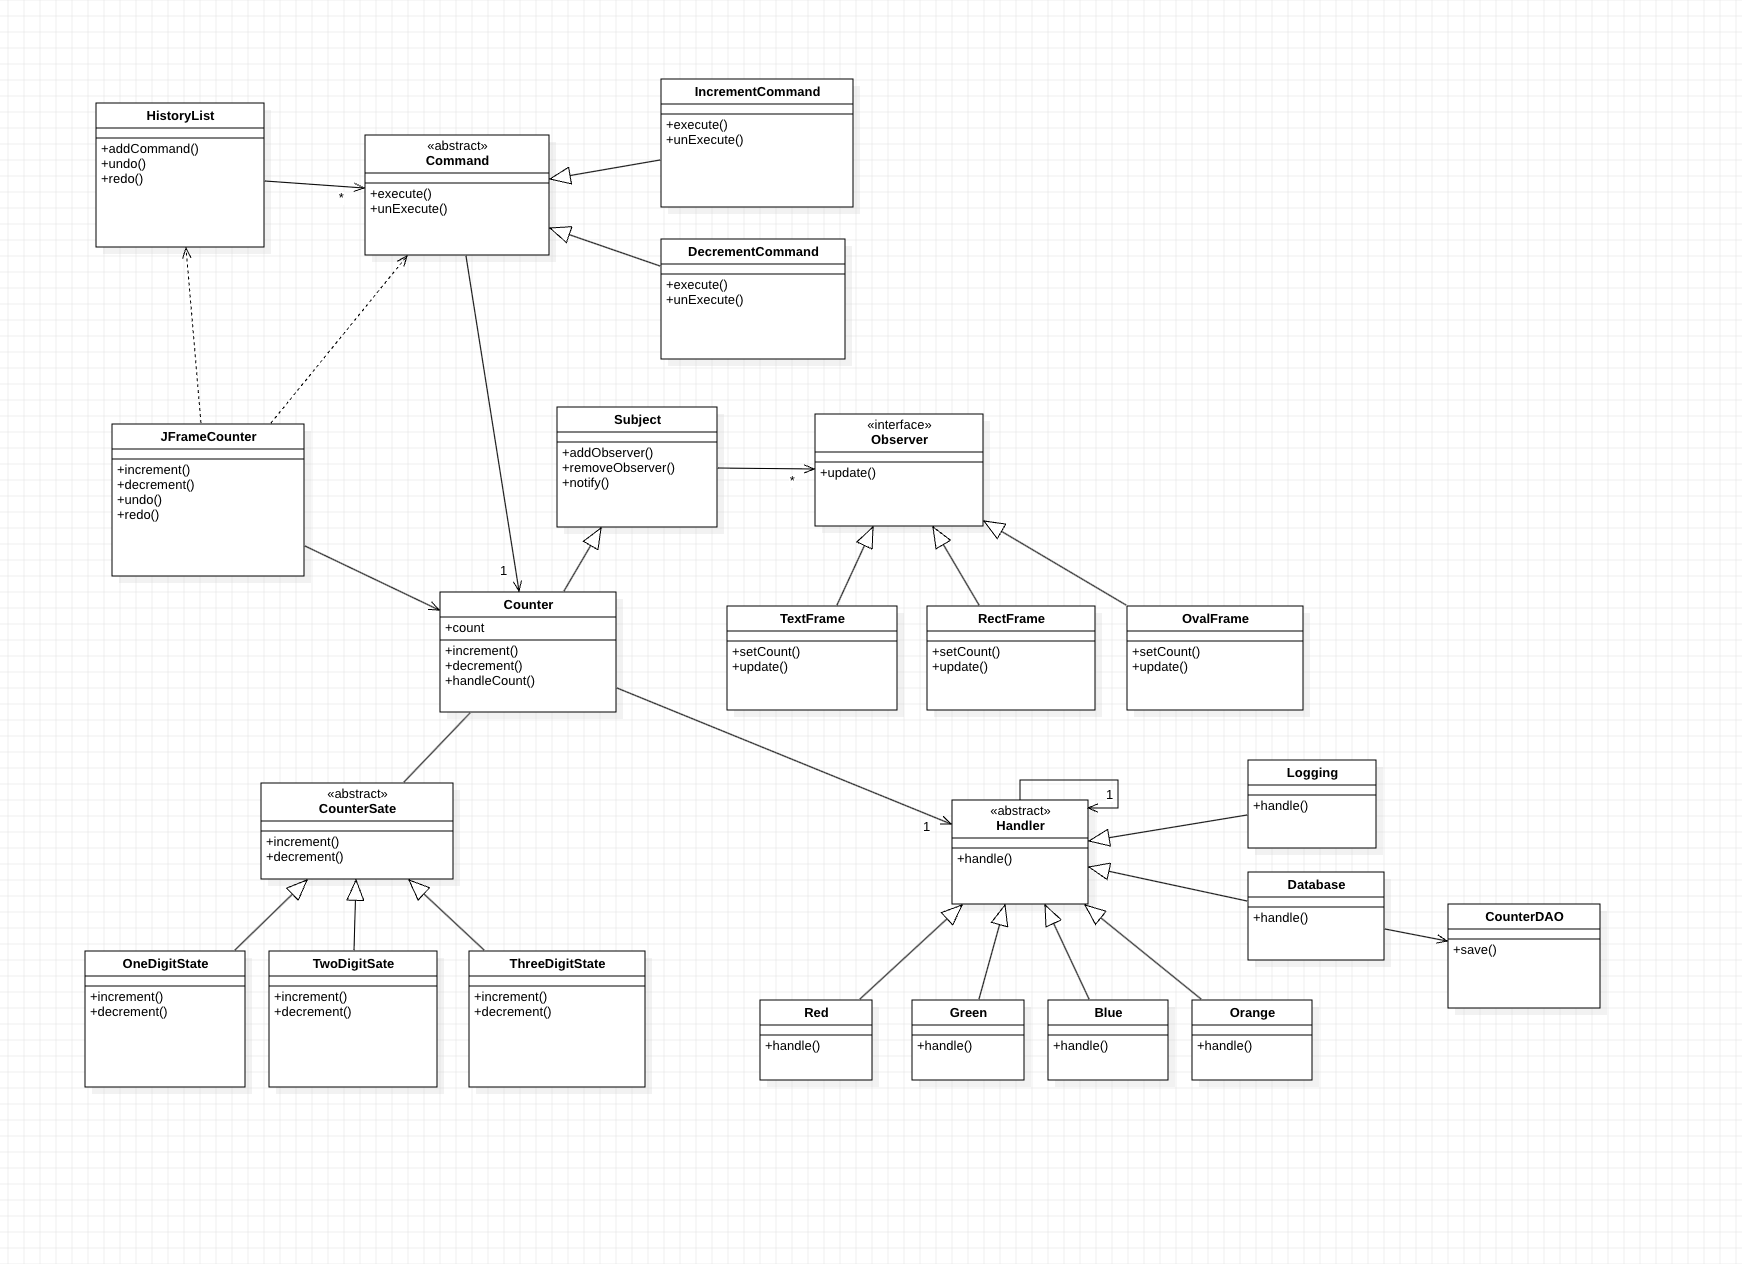 HistoryList
+addCommand()
+undo()
+redo()
*
«abstract»
Command
+execute()
+unExecute()
IncrementCommand
+execute()
+unExecute()
DecrementCommand
+execute()
+unExecute()
JFrameCounter
+increment()
+decrement()
+undo()
+redo()
Subject
+addObserver()
+removeObserver()
+notify()
*
«interface»
Observer
+update()
1
Counter
+count
+increment()
+decrement()
+handleCount()
TextFrame
+setCount()
+update()
RectFrame
+setCount()
+update()
OvalFrame
+setCount()
+update()
«abstract»
CounterSate
+increment()
+decrement()
1
1
«abstract»
Handler
+handle()
Logging
+handle()
Database
+handle()
CounterDAO
+save()
OneDigitState
+increment()
+decrement()
TwoDigitSate
+increment()
+decrement()
ThreeDigitState
+increment()
+decrement()
Red
+handle()
Green
+handle()
Blue
+handle()
Orange
+handle()